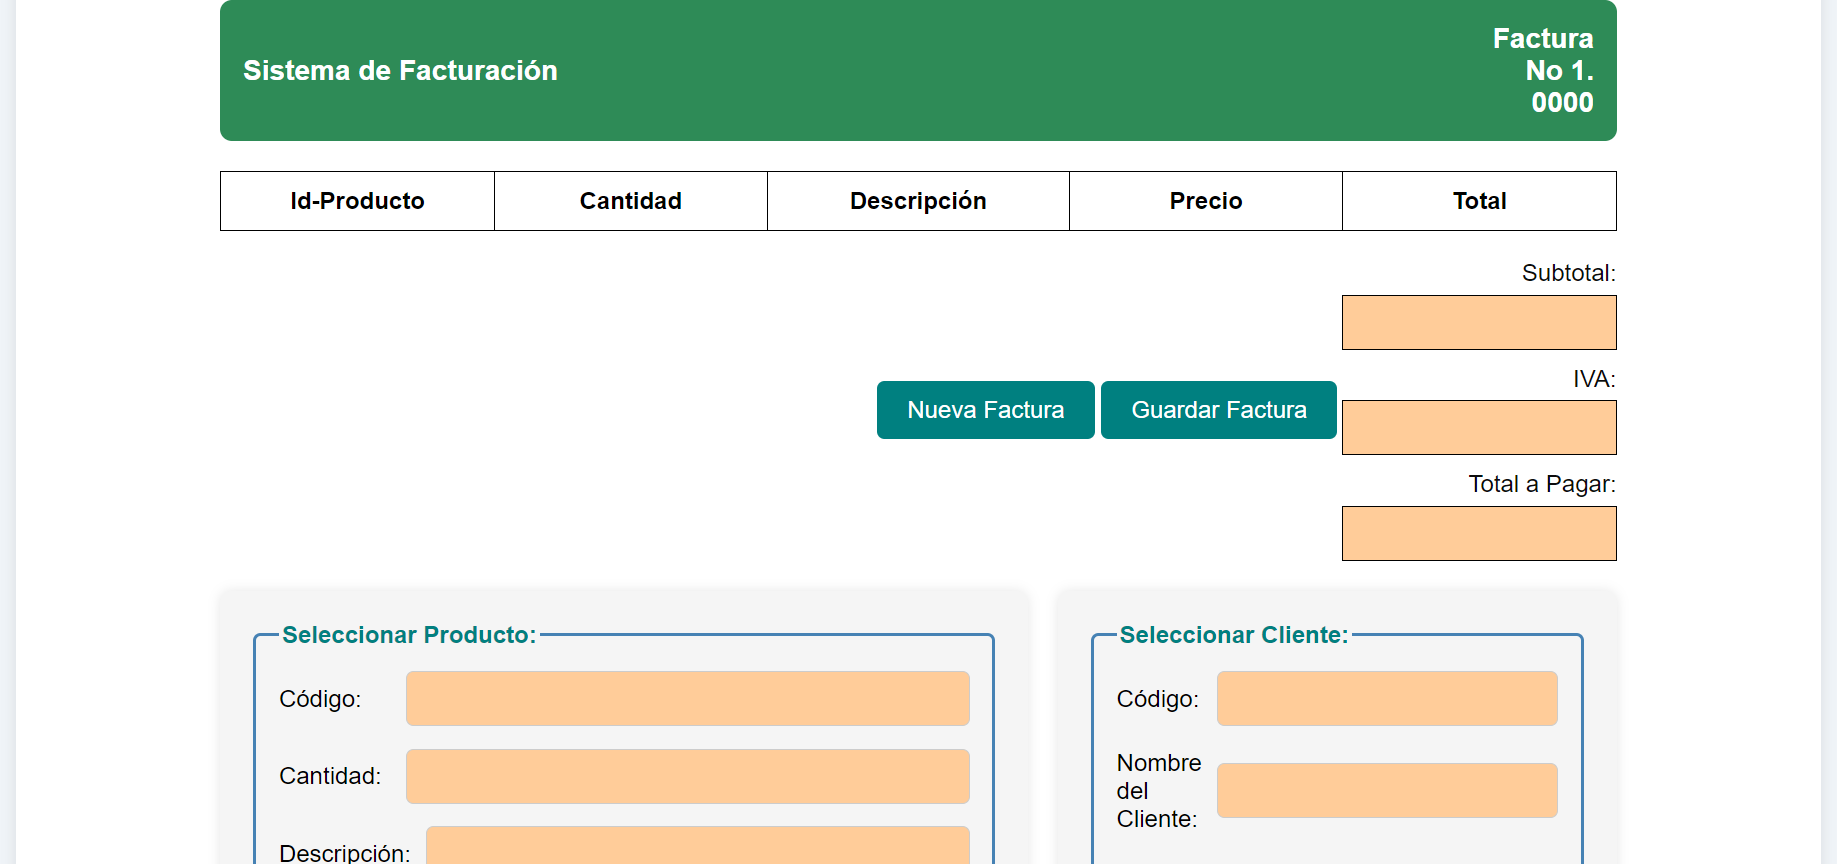 Sistema de Facturación
Factura
No 1.
0000
Id-Producto Cantidad Descripción Precio Total
Subtotal:
IVA:
Nueva Factura Guardar Factura
Total a Pagar:
Seleccionar Producto:
Código:
Cantidad:
Descripción:
Seleccionar Cliente:
Código:
Nombre
del
Cliente: